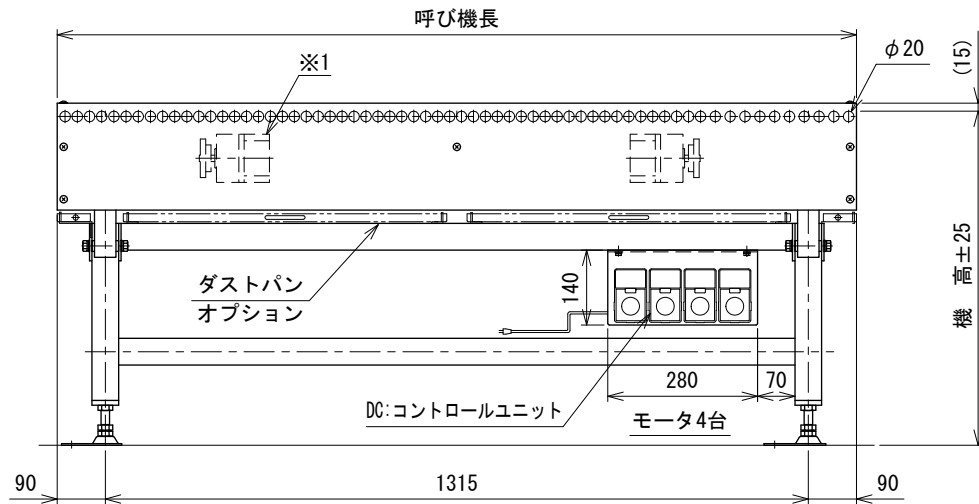 呼び機長
※1
φ20
(15)
機 高±25
ダストパン
オプション
140
280
70
DC:コントロールユニット
モータ4台
90
1315
90